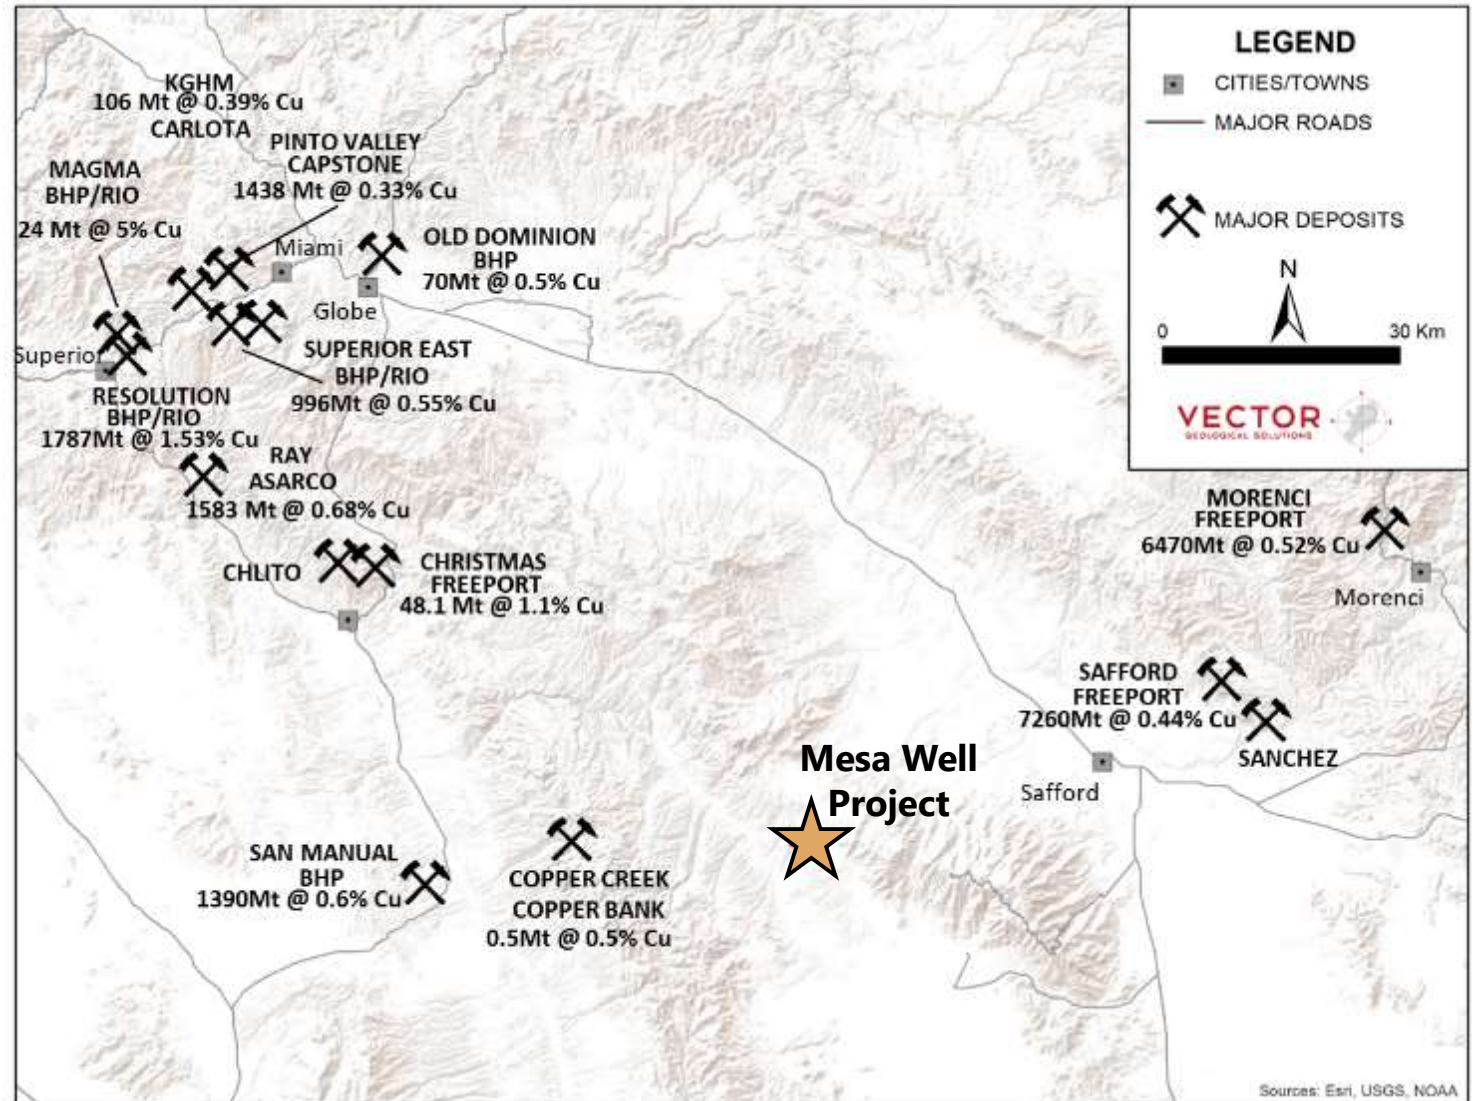 KGHM
106 Mt @ 0.39% Cu
CARLOTA
PINTO VALLEY
CAPSTONE
1438 Mt @ 0.33% Cu
MAGMA
BHP/RIO
24 Mt @ 5% Cu
Miami
OLD DOMINION
BHP
70Mt @ 0.5% Cu
Globe
SUPERIOR EAST
BHP/RIO
996Mt @ 0.55% Cu
Superior
RESOLUTION
BHP/RIO
1787Mt @ 1.53% Cu
RAY
ASARCO
1583 Mt @ 0.68% Cu
CHLITO
CHRISTMAS
FREEPORT
48.1 Mt @ 1.1% Cu
LEGEND
CITIES/TOWNS
MAJOR ROADS
MAJOR DEPOSITS
N
0 30 Km
VECTOR
GEOLOGICAL SOLUTIONS
MORENCI
FREEPORT
6470Mt @ 0.52% Cu
Morenci
SAFFORD
FREEPORT
7260Mt @ 0.44% Cu
SANCHEZ
Safford
Mesa Well
Project
SAN MANUAL
BHP
1390Mt @ 0.6% Cu
COPPER CREEK
COPPER BANK
0.5Mt @ 0.5% Cu
Sources: Esri, USGS, NOAA